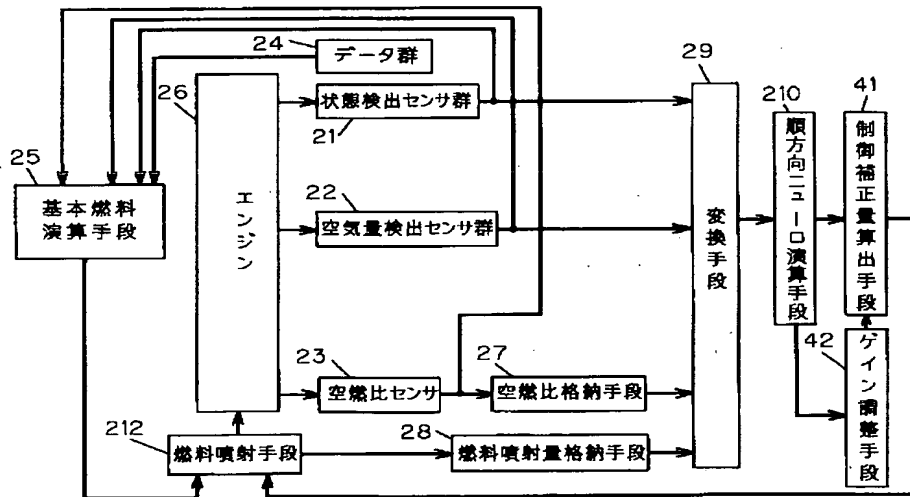 24
データ群
29
26
状態検出センサ群
21
210
41
25
基本燃料
演算手段
エンジン
22
空気量検出センサ群
変換手段
順方向ニューロ演算手段
制御補正量算出手段
23
空燃比センサ
27
空燃比格納手段
42
ゲイン調整手段
212
燃料噴射手段
28
燃料噴射量格納手段